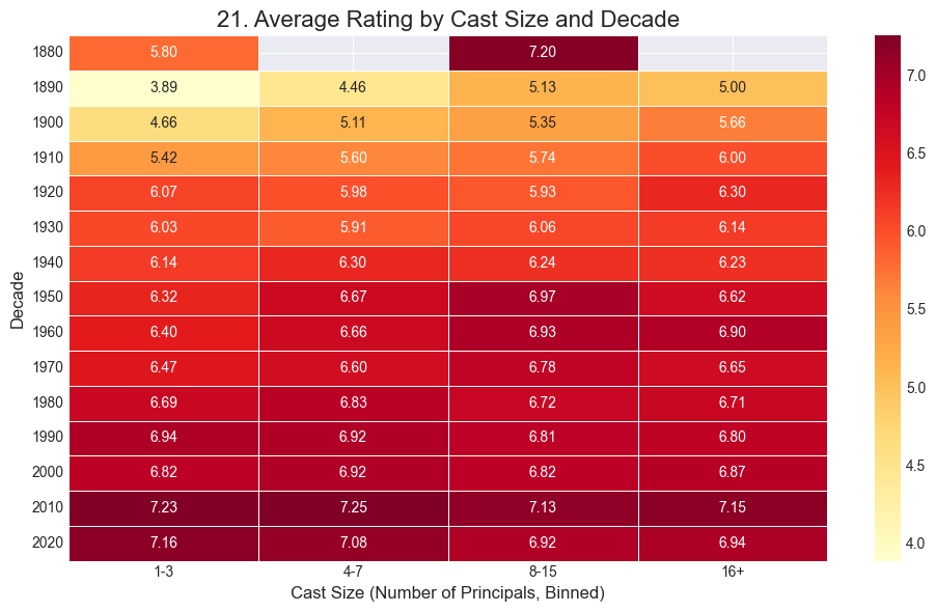 21. Average Rating by Cast Size and Decade
1880 5.80 7.20
1890 3.89 4.46 5.13 5.00
1900 4.66 5.11 5.35 5.66
1910 5.42 5.60 5.74 6.00
1920 6.07 5.98 5.93 6.30
1930 6.03 5.91 6.06 6.14
1940 6.14 6.30 6.24 6.23
1950 6.32 6.67 6.97 6.62
1960 6.40 6.66 6.93 6.90
1970 6.47 6.60 6.78 6.65
1980 6.69 6.83 6.72 6.71
1990 6.94 6.92 6.81 6.80
2000 6.82 6.92 6.82 6.87
2010 7.23 7.25 7.13 7.15
2020 7.16 7.08 6.92 6.94
Decade
1-3 4-7 8-15 16+
Cast Size (Number of Principals, Binned)
7.0
6.5
6.0
5.5
5.0
4.5
4.0